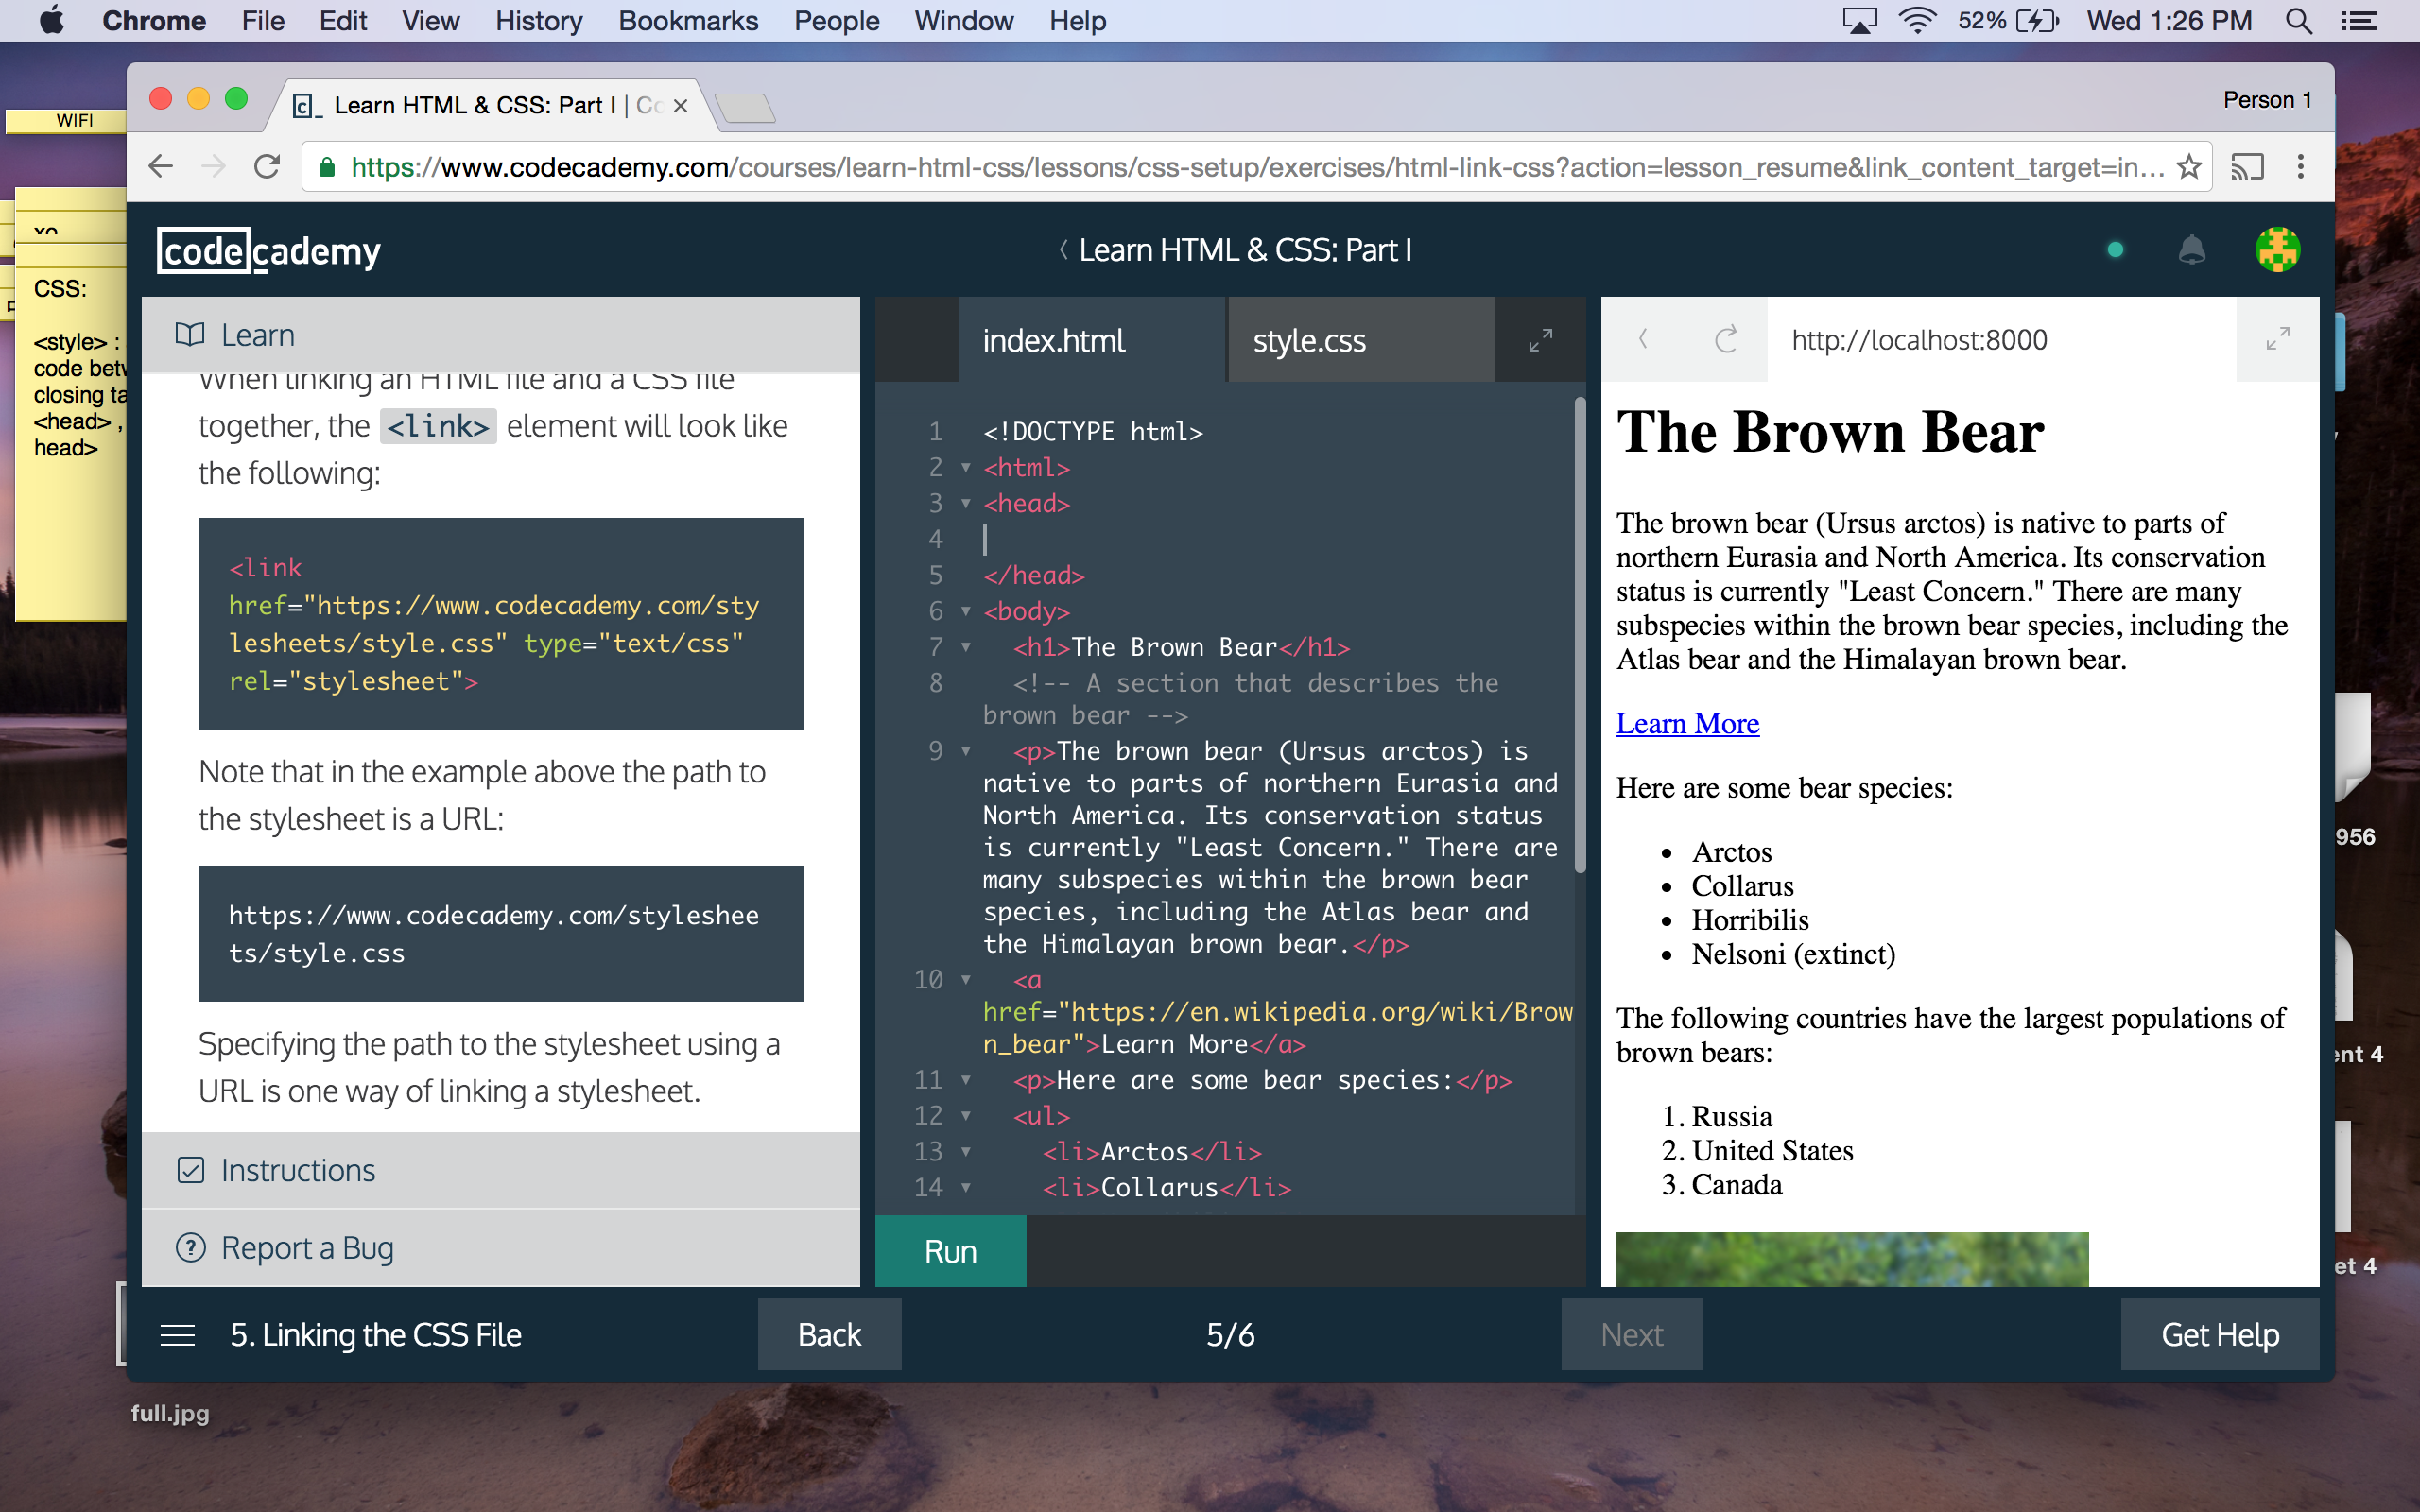 Chrome File Edit View History Bookmarks People Window Help 52% Wed 1:26 PM
Learn HTML & CSS: Part I | Co
Person 1
https://www.codecademy.com/courses/learn-html-css/lessons/css-setup/exercises/html-link-css?action=lesson_resume&link_content_target=in...
WIFI
xo
CSS:
<style> :
code betw
closing ta
<head> ,
head>
codecademy
Learn HTML & CSS: Part I
Learn
When linking an HTML file and a CSS file
together, the <link> element will look like
the following:
<link
href="https://www.codecademy.com/sty
lesheets/style.css" type="text/css"
rel="stylesheet">
Note that in the example above the path to
the stylesheet is a URL:
https://www.codecademy.com/styleshee
ts/style.css
Specifying the path to the stylesheet using a
URL is one way of linking a stylesheet.
Instructions
Report a Bug
index.html
style.css
1 <!DOCTYPE html>
2 <html>
3 <head>
4
5 </head>
6 <body>
7 <h1>The Brown Bear</h1>
8 <!-- A section that describes the
brown bear -->
9 <p>The brown bear (Ursus arctos) is
native to parts of northern Eurasia and
North America. Its conservation status
is currently "Least Concern." There are
many subspecies within the brown bear
species, including the Atlas bear and
the Himalayan brown bear.</p>
10 <a
href="https://en.wikipedia.org/wiki/Brow
n_bear">Learn More</a>
11 <p>Here are some bear species:</p>
12 <ul>
13 <li>Arctos</li>
14 <li>Collarus</li>
Run
http://localhost:8000
The Brown Bear
The brown bear (Ursus arctos) is native to parts of
northern Eurasia and North America. Its conservation
status is currently "Least Concern." There are many
subspecies within the brown bear species, including the
Atlas bear and the Himalayan brown bear.
Learn More
Here are some bear species:
• Arctos
• Collarus
• Horribilis
• Nelsoni (extinct)
The following countries have the largest populations of
brown bears:
1. Russia
2. United States
3. Canada
5. Linking the CSS File
Back
5/6
Next
Get Help
956
ent 4
et 4
full.jpg